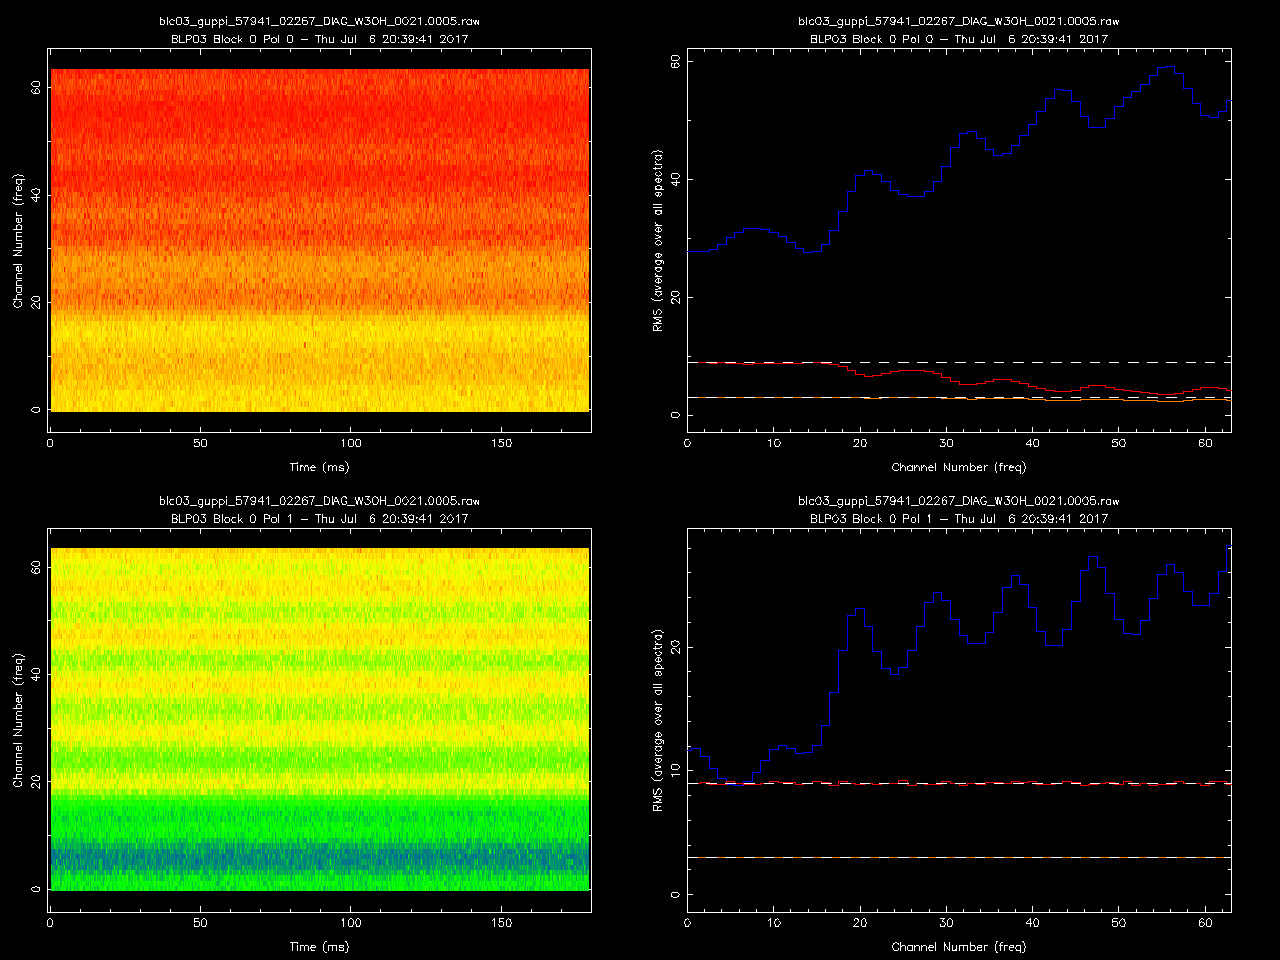 blc03_guppi_57941_02267_DIAG_W3OH_0021.0005.raw
BLP03 Block 0 Pol 0 – Thu Jul 6 20:39:41 2017
Channel Number (freq)
60
40
20
0
0 50 100 150
Time (ms)
blc03_guppi_57941_02267_DIAG_W3OH_0021.0005.raw
BLP03 Block 0 Pol 0 – Thu Jul 6 20:39:41 2017
RMS (average over all spectra)
60
40
20
0
0 10 20 30 40 50 60
Channel Number (freq)
blc03_guppi_57941_02267_DIAG_W3OH_0021.0005.raw
BLP03 Block 0 Pol 1 – Thu Jul 6 20:39:41 2017
Channel Number (freq)
60
40
20
0
0 50 100 150
Time (ms)
blc03_guppi_57941_02267_DIAG_W3OH_0021.0005.raw
BLP03 Block 0 Pol 1 – Thu Jul 6 20:39:41 2017
RMS (average over all spectra)
20
10
0
0 10 20 30 40 50 60
Channel Number (freq)